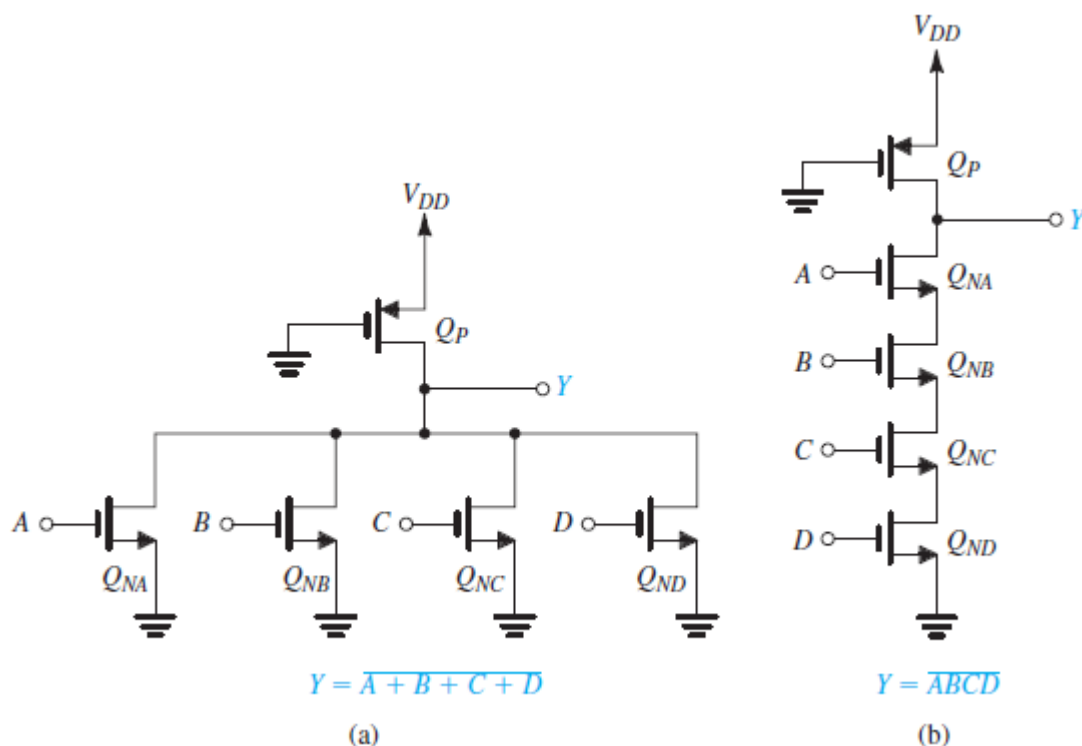 V_DD
Q_P
Y
A
B
C
D
Q_NA
Q_NB
Q_NC
Q_ND
Y = \overline{A + B + C + D}
(a)
V_DD
Q_P
Y
A
Q_NA
B
Q_NB
C
Q_NC
D
Q_ND
Y = \overline{ABCD}
(b)